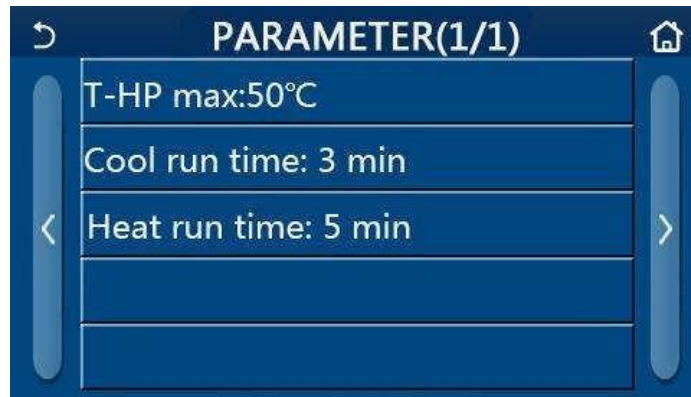 PARAMETER(1/1)
T-HP max:50℃
Cool run time: 3 min
Heat run time: 5 min